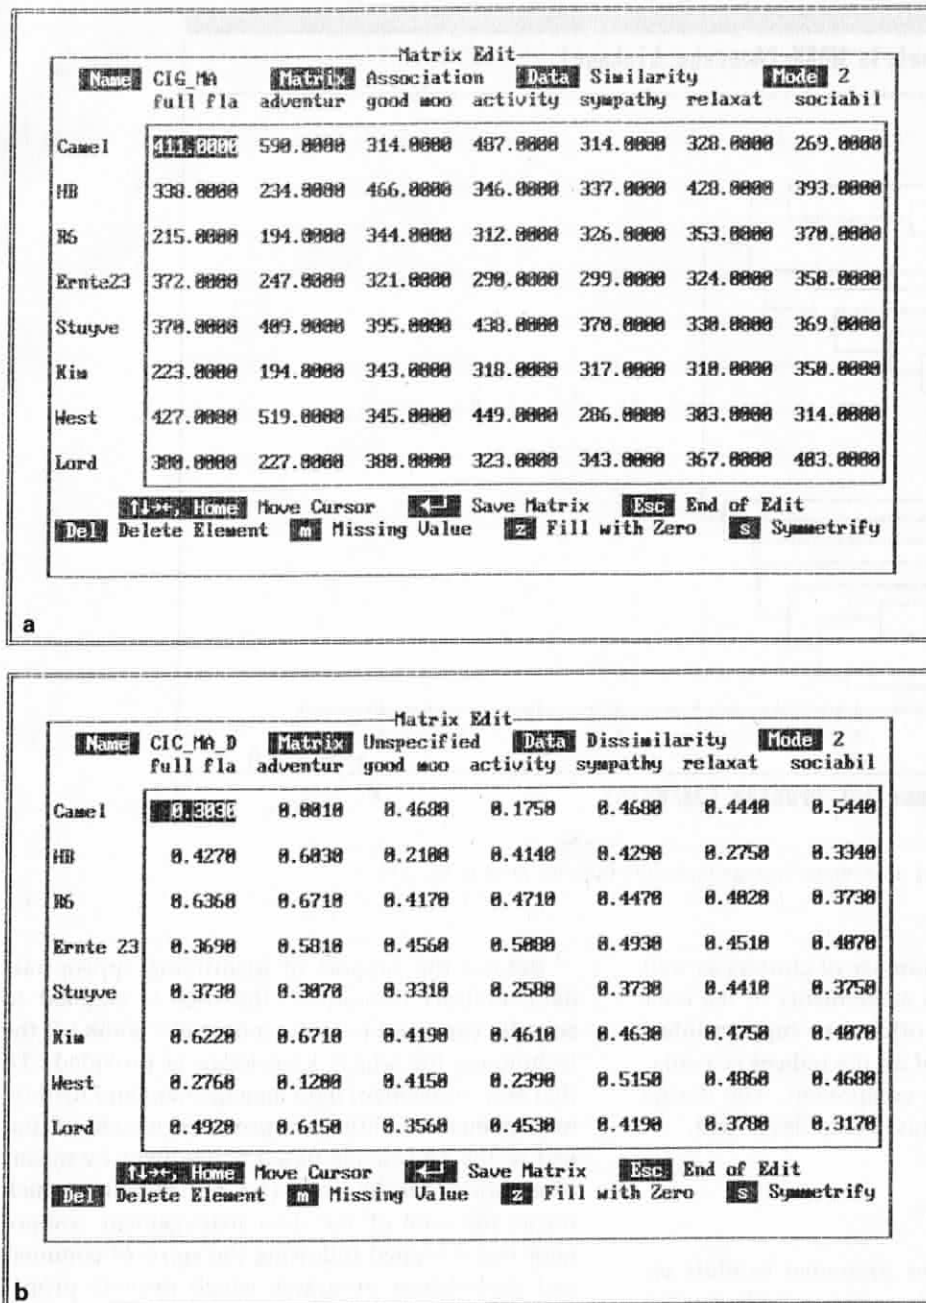 Matrix Edit
Name CIG_MA Matrix Association Data Similarity Mode 2
full fla adventur good moo activity sympathy relaxat sociabil
Camel 411.0000 590.0000 314.0000 487.0000 314.0000 328.0000 269.0000
HB 338.0000 234.0000 466.0000 346.0000 337.0000 428.0000 393.0000
R6 215.0000 194.0000 344.0000 312.0000 326.0000 353.0000 370.0000
Ernte23 372.0000 247.0000 321.0000 290.0000 299.0000 324.0000 350.0000
Stuyve 370.0000 409.0000 395.0000 438.0000 370.0000 330.0000 369.0000
Kim 223.0000 194.0000 343.0000 318.0000 317.0000 310.0000 350.0000
West 427.0000 519.0000 345.0000 449.0000 286.0000 303.0000 314.0000
Lord 300.0000 227.0000 380.0000 323.0000 343.0000 367.0000 403.0000
↑↓→←, Home Move Cursor ◄┘ Save Matrix Esc End of Edit
Del Delete Element m Missing Value z Fill with Zero s Symmetrify
a
Matrix Edit
Name CIC_MA_D Matrix Unspecified Data Dissimilarity Mode 2
full fla adventur good moo activity sympathy relaxat sociabil
Camel 0.3030 0.0010 0.4680 0.1750 0.4680 0.4440 0.5440
HB 0.4270 0.6030 0.2100 0.4140 0.4290 0.2750 0.3340
R6 0.6360 0.6710 0.4170 0.4710 0.4470 0.4020 0.3730
Ernte 23 0.3690 0.5810 0.4560 0.5080 0.4930 0.4510 0.4070
Stuyve 0.3730 0.3070 0.3310 0.2580 0.3730 0.4410 0.3750
Kim 0.6220 0.6710 0.4190 0.4610 0.4630 0.4750 0.4070
West 0.2760 0.1200 0.4150 0.2390 0.5150 0.4860 0.4680
Lord 0.4920 0.6150 0.3560 0.4530 0.4190 0.3780 0.3170
↑↓→←, Home Move Cursor ◄┘ Save Matrix Esc End of Edit
Del Delete Element m Missing Value z Fill with Zero s Symmetrify
b